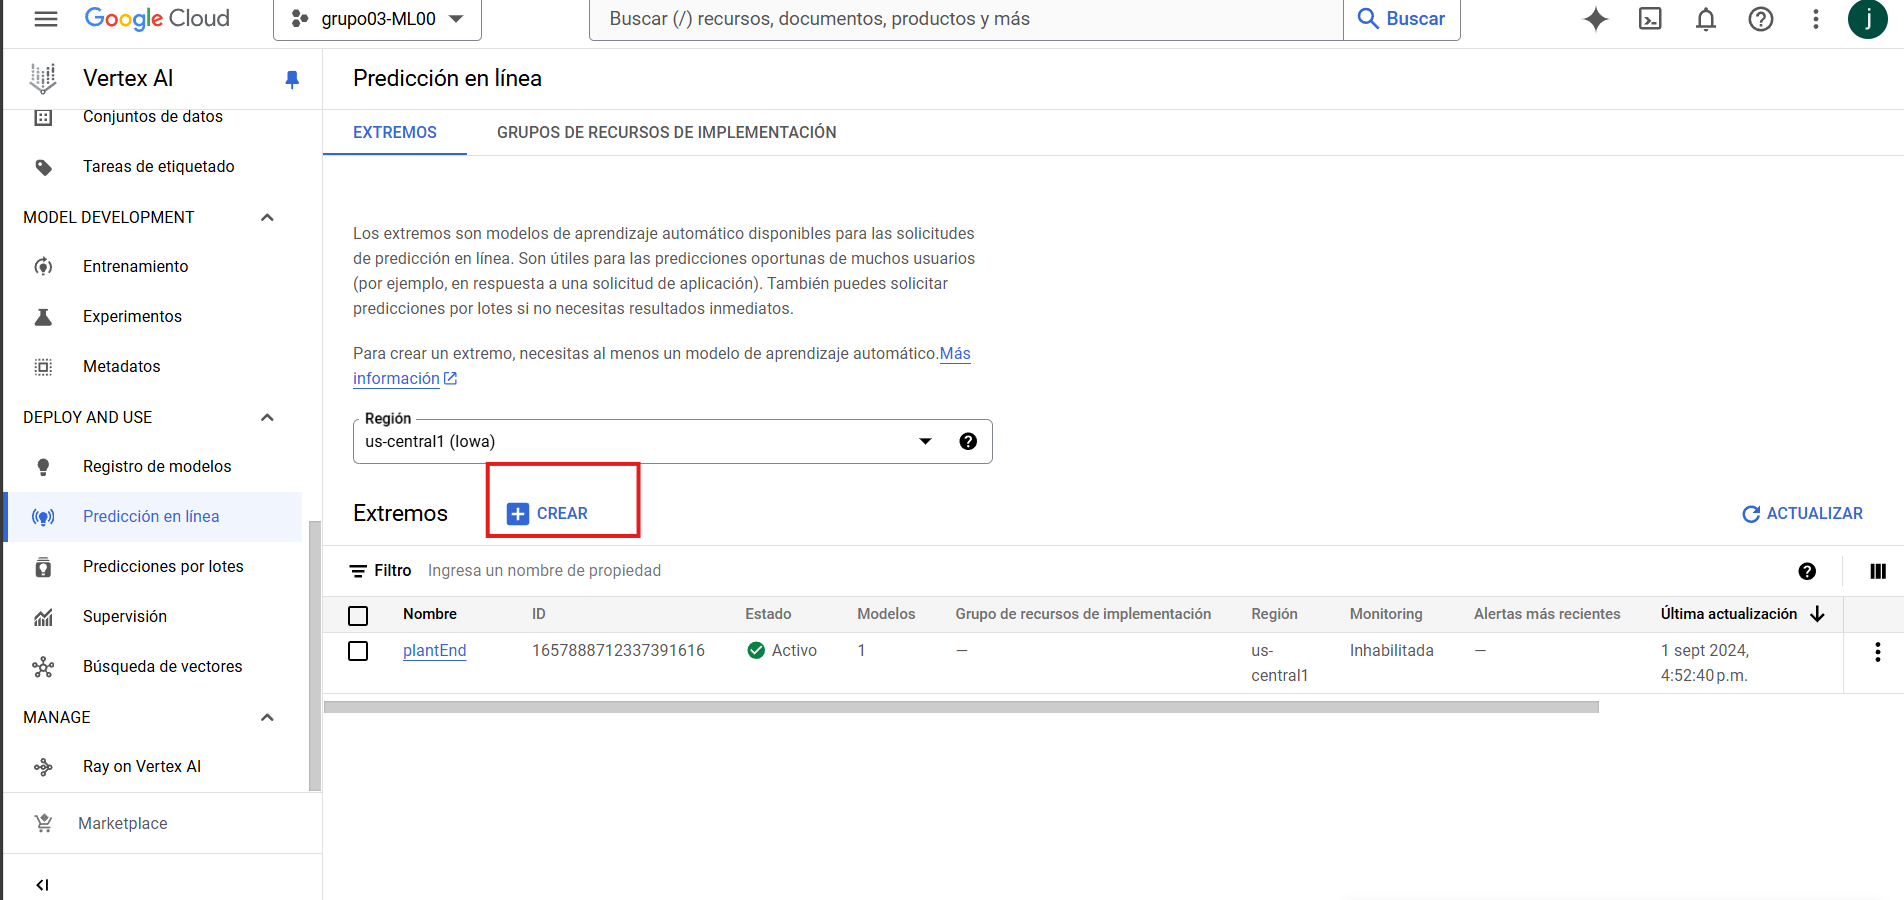 Google Cloud
grupo03-ML00
Buscar (/) recursos, documentos, productos y más
Buscar
j
Vertex AI
Conjuntos de datos
Tareas de etiquetado
MODEL DEVELOPMENT
Entrenamiento
Experimentos
Metadatos
DEPLOY AND USE
Registro de modelos
Predicción en línea
Predicciones por lotes
Supervisión
Búsqueda de vectores
MANAGE
Ray on Vertex AI
Marketplace
Predicción en línea
EXTREMOS
GRUPOS DE RECURSOS DE IMPLEMENTACIÓN
Los extremos son modelos de aprendizaje automático disponibles para las solicitudes
de predicción en línea. Son útiles para las predicciones oportunas de muchos usuarios
(por ejemplo, en respuesta a una solicitud de aplicación). También puedes solicitar
predicciones por lotes si no necesitas resultados inmediatos.
Para crear un extremo, necesitas al menos un modelo de aprendizaje automático.Más
información
Región
us-central1 (Iowa)
Extremos
CREAR
ACTUALIZAR
Filtro Ingresa un nombre de propiedad
Nombre ID Estado Modelos Grupo de recursos de implementación Región Monitoring Alertas más recientes Última actualización
plantEnd 1657888712337391616 Activo 1 — us- Inhabilitada — 1 sept 2024,
central1 4:52:40 p.m.